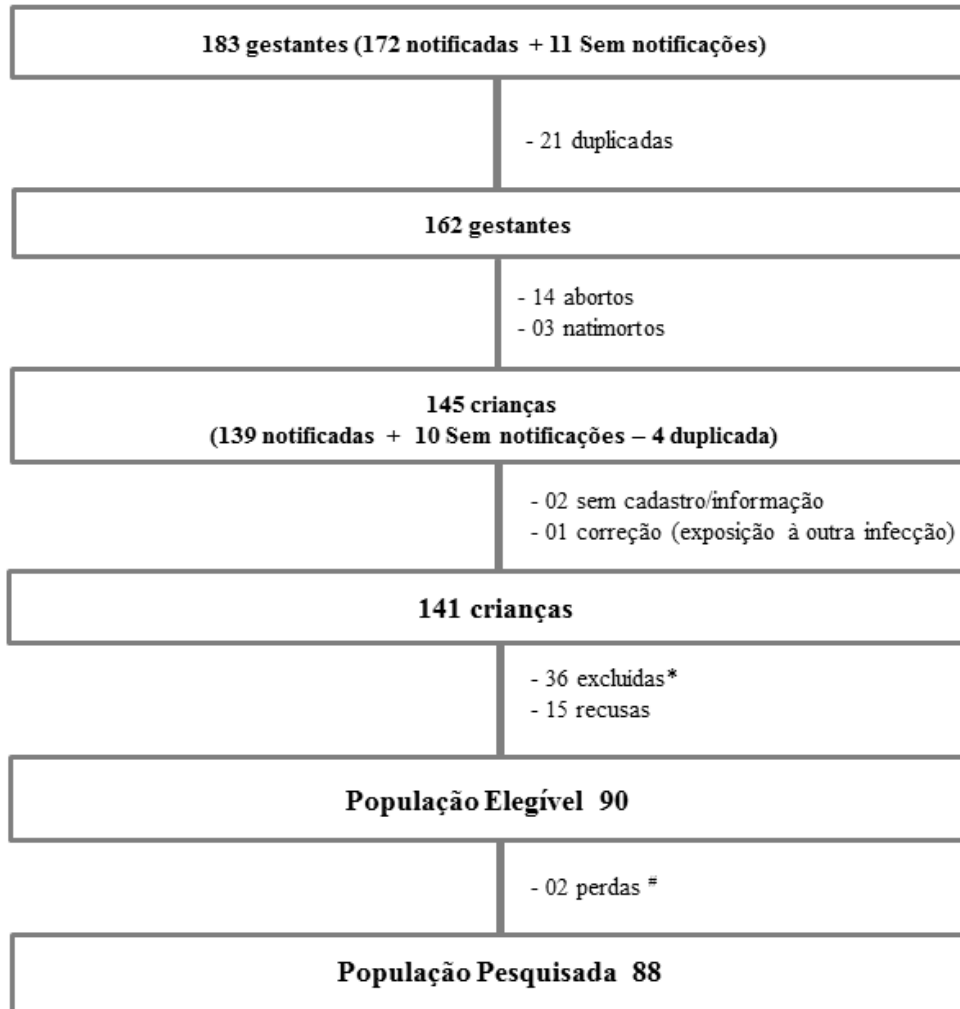 183 gestantes (172 notificadas + 11 Sem notificações)
- 21 duplicadas
162 gestantes
- 14 abortos
- 03 natimortos
145 crianças
(139 notificadas + 10 Sem notificações – 4 duplicada)
- 02 sem cadastro/informação
- 01 correção (exposição à outra infecção)
141 crianças
- 36 excluidas*
- 15 recusas
População Elegível 90
- 02 perdas #
População Pesquisada 88